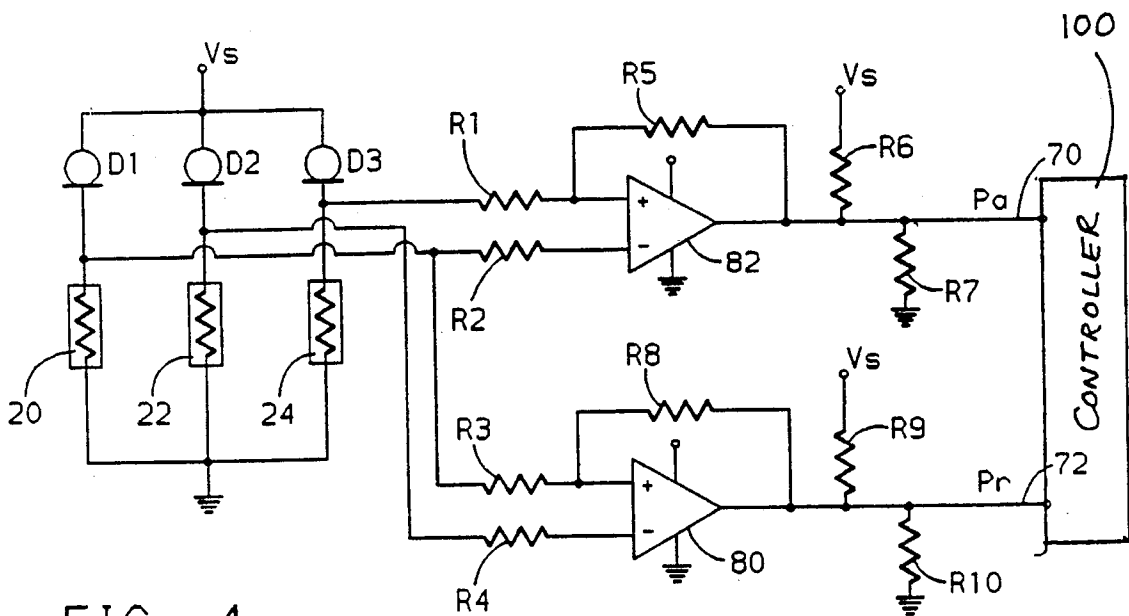 100
Vs
Vs
R5
R1
R6
70
D1
D2
D3
Pa
+
-
82
R2
R7
CONTROLLER
20
22
24
Vs
R8
R3
R9
72
Pr
+
-
80
R4
R10
FIG. 4